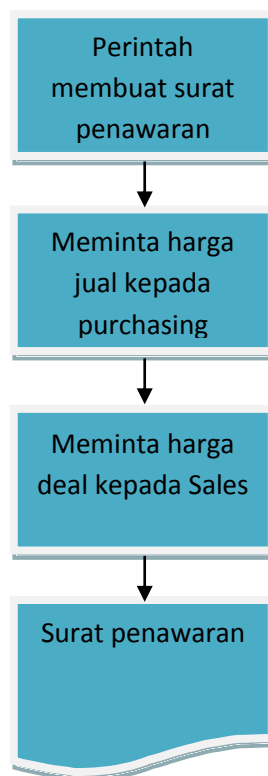 Perintah
membuat surat
penawaran
Meminta harga
jual kepada
purchasing
Meminta harga
deal kepada Sales
Surat penawaran